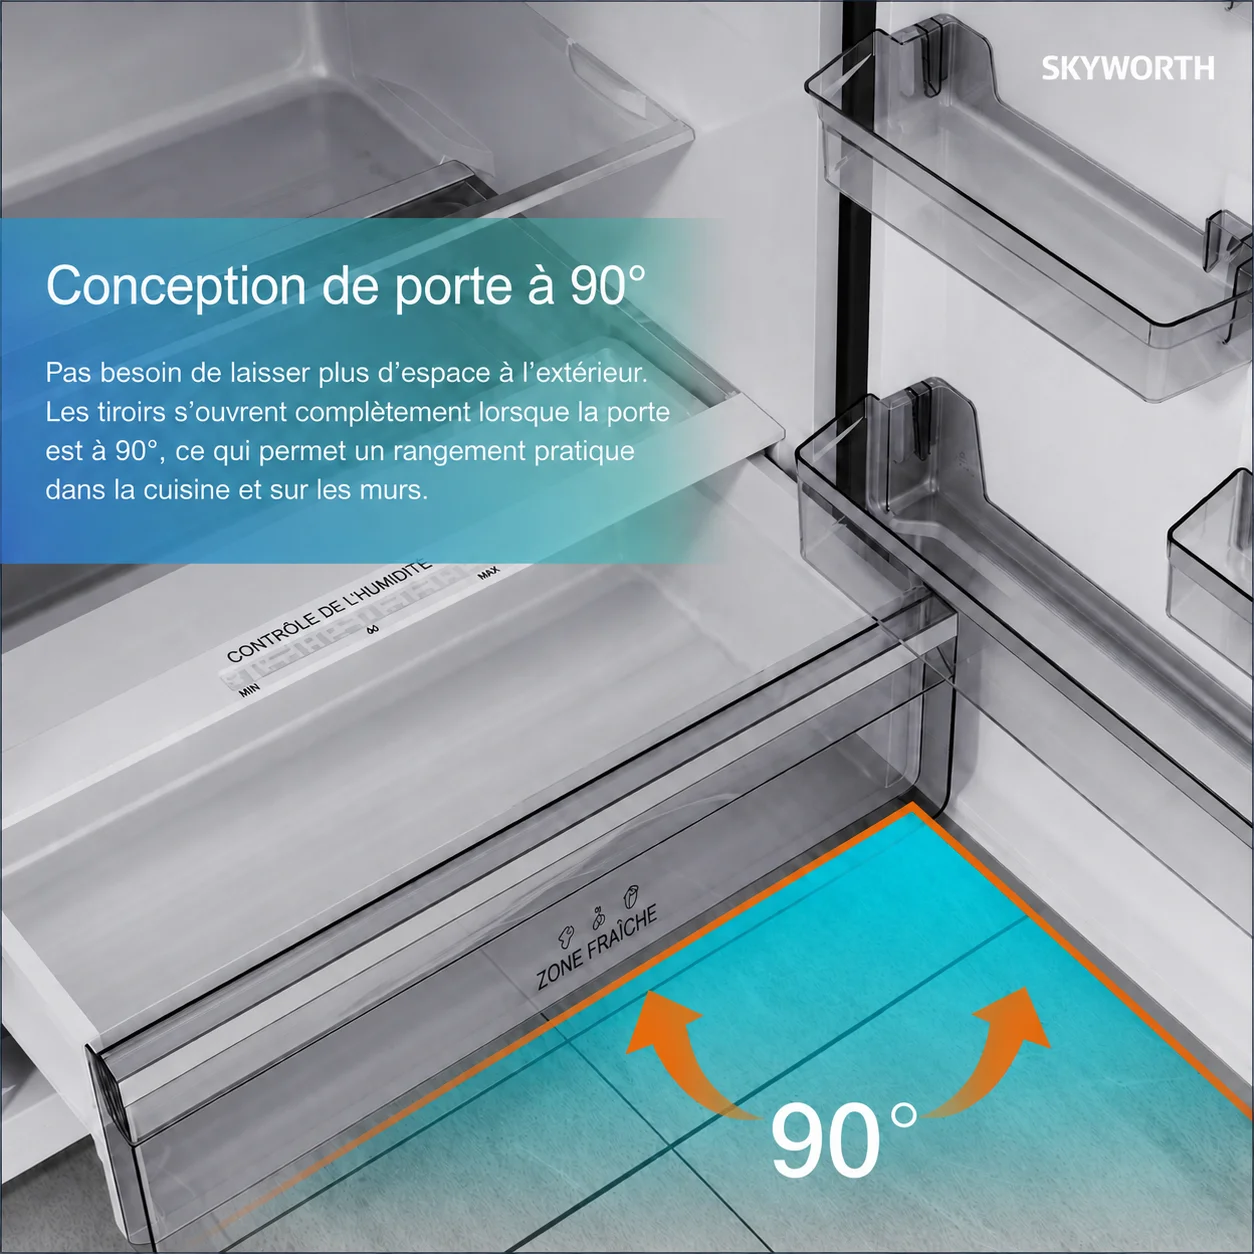 SKYWORTH
Conception de porte à 90°
Pas besoin de laisser plus d’espace à l’extérieur.
Les tiroirs s’ouvrent complètement lorsque la porte
est à 90°, ce qui permet un rangement pratique
dans la cuisine et sur les murs.
CONTRÔLE DE L'HUMIDITÉ
MIN
MAX
ZONE FRAÎCHE
90°